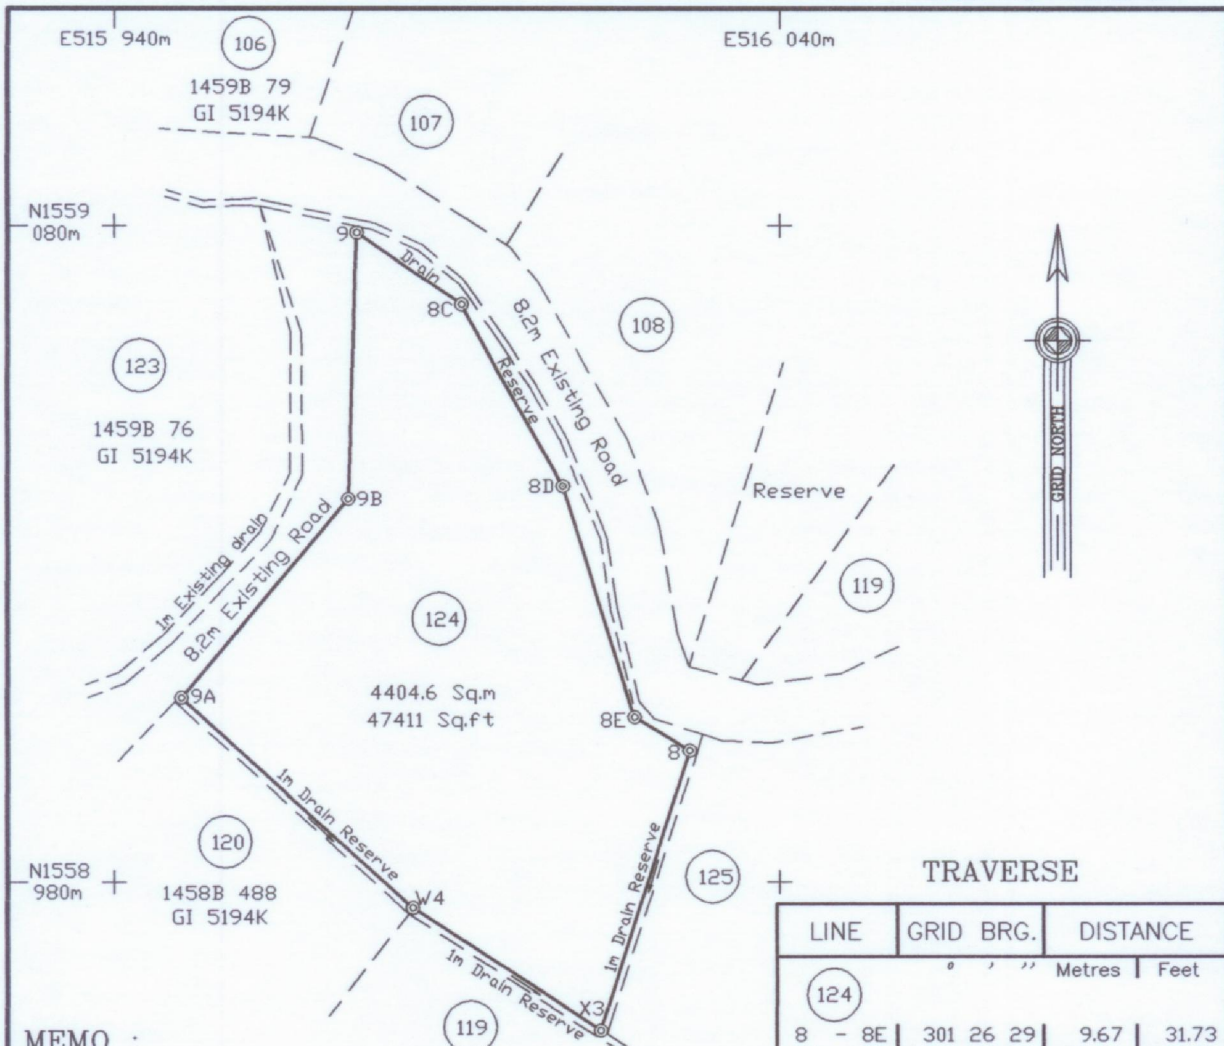 E515 940m
E516 040m
106
1459B 79
GI 5194K
107
N1559
080m
9
Drain
8C
Reserve
8.2m Existing Road
108
123
1459B 76
GI 5194K
GRID NORTH
8D
9B
Reserve
1m Existing drain
8.2m Existing Road
119
124
4404.6 Sq.m
47411 Sq.ft
9A
8E
8
1m Drain Reserve
120
1458B 488
GI 5194K
N1558
980m
W4
1m Drain Reserve
125
1m Drain Reserve
X3
119
MEMO
TRAVERSE
LINE GRID BRG. DISTANCE
° ' '' Metres Feet
124
8 - 8E 301 26 29 9.67 31.73